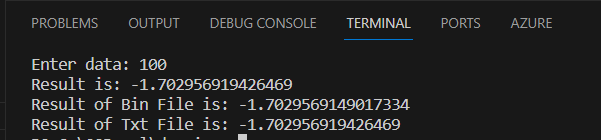 PROBLEMS OUTPUT DEBUG CONSOLE TERMINAL PORTS AZURE
Enter data: 100
Result is: -1.702956919426469
Result of Bin File is: -1.7029569149017334
Result of Txt File is: -1.702956919426469